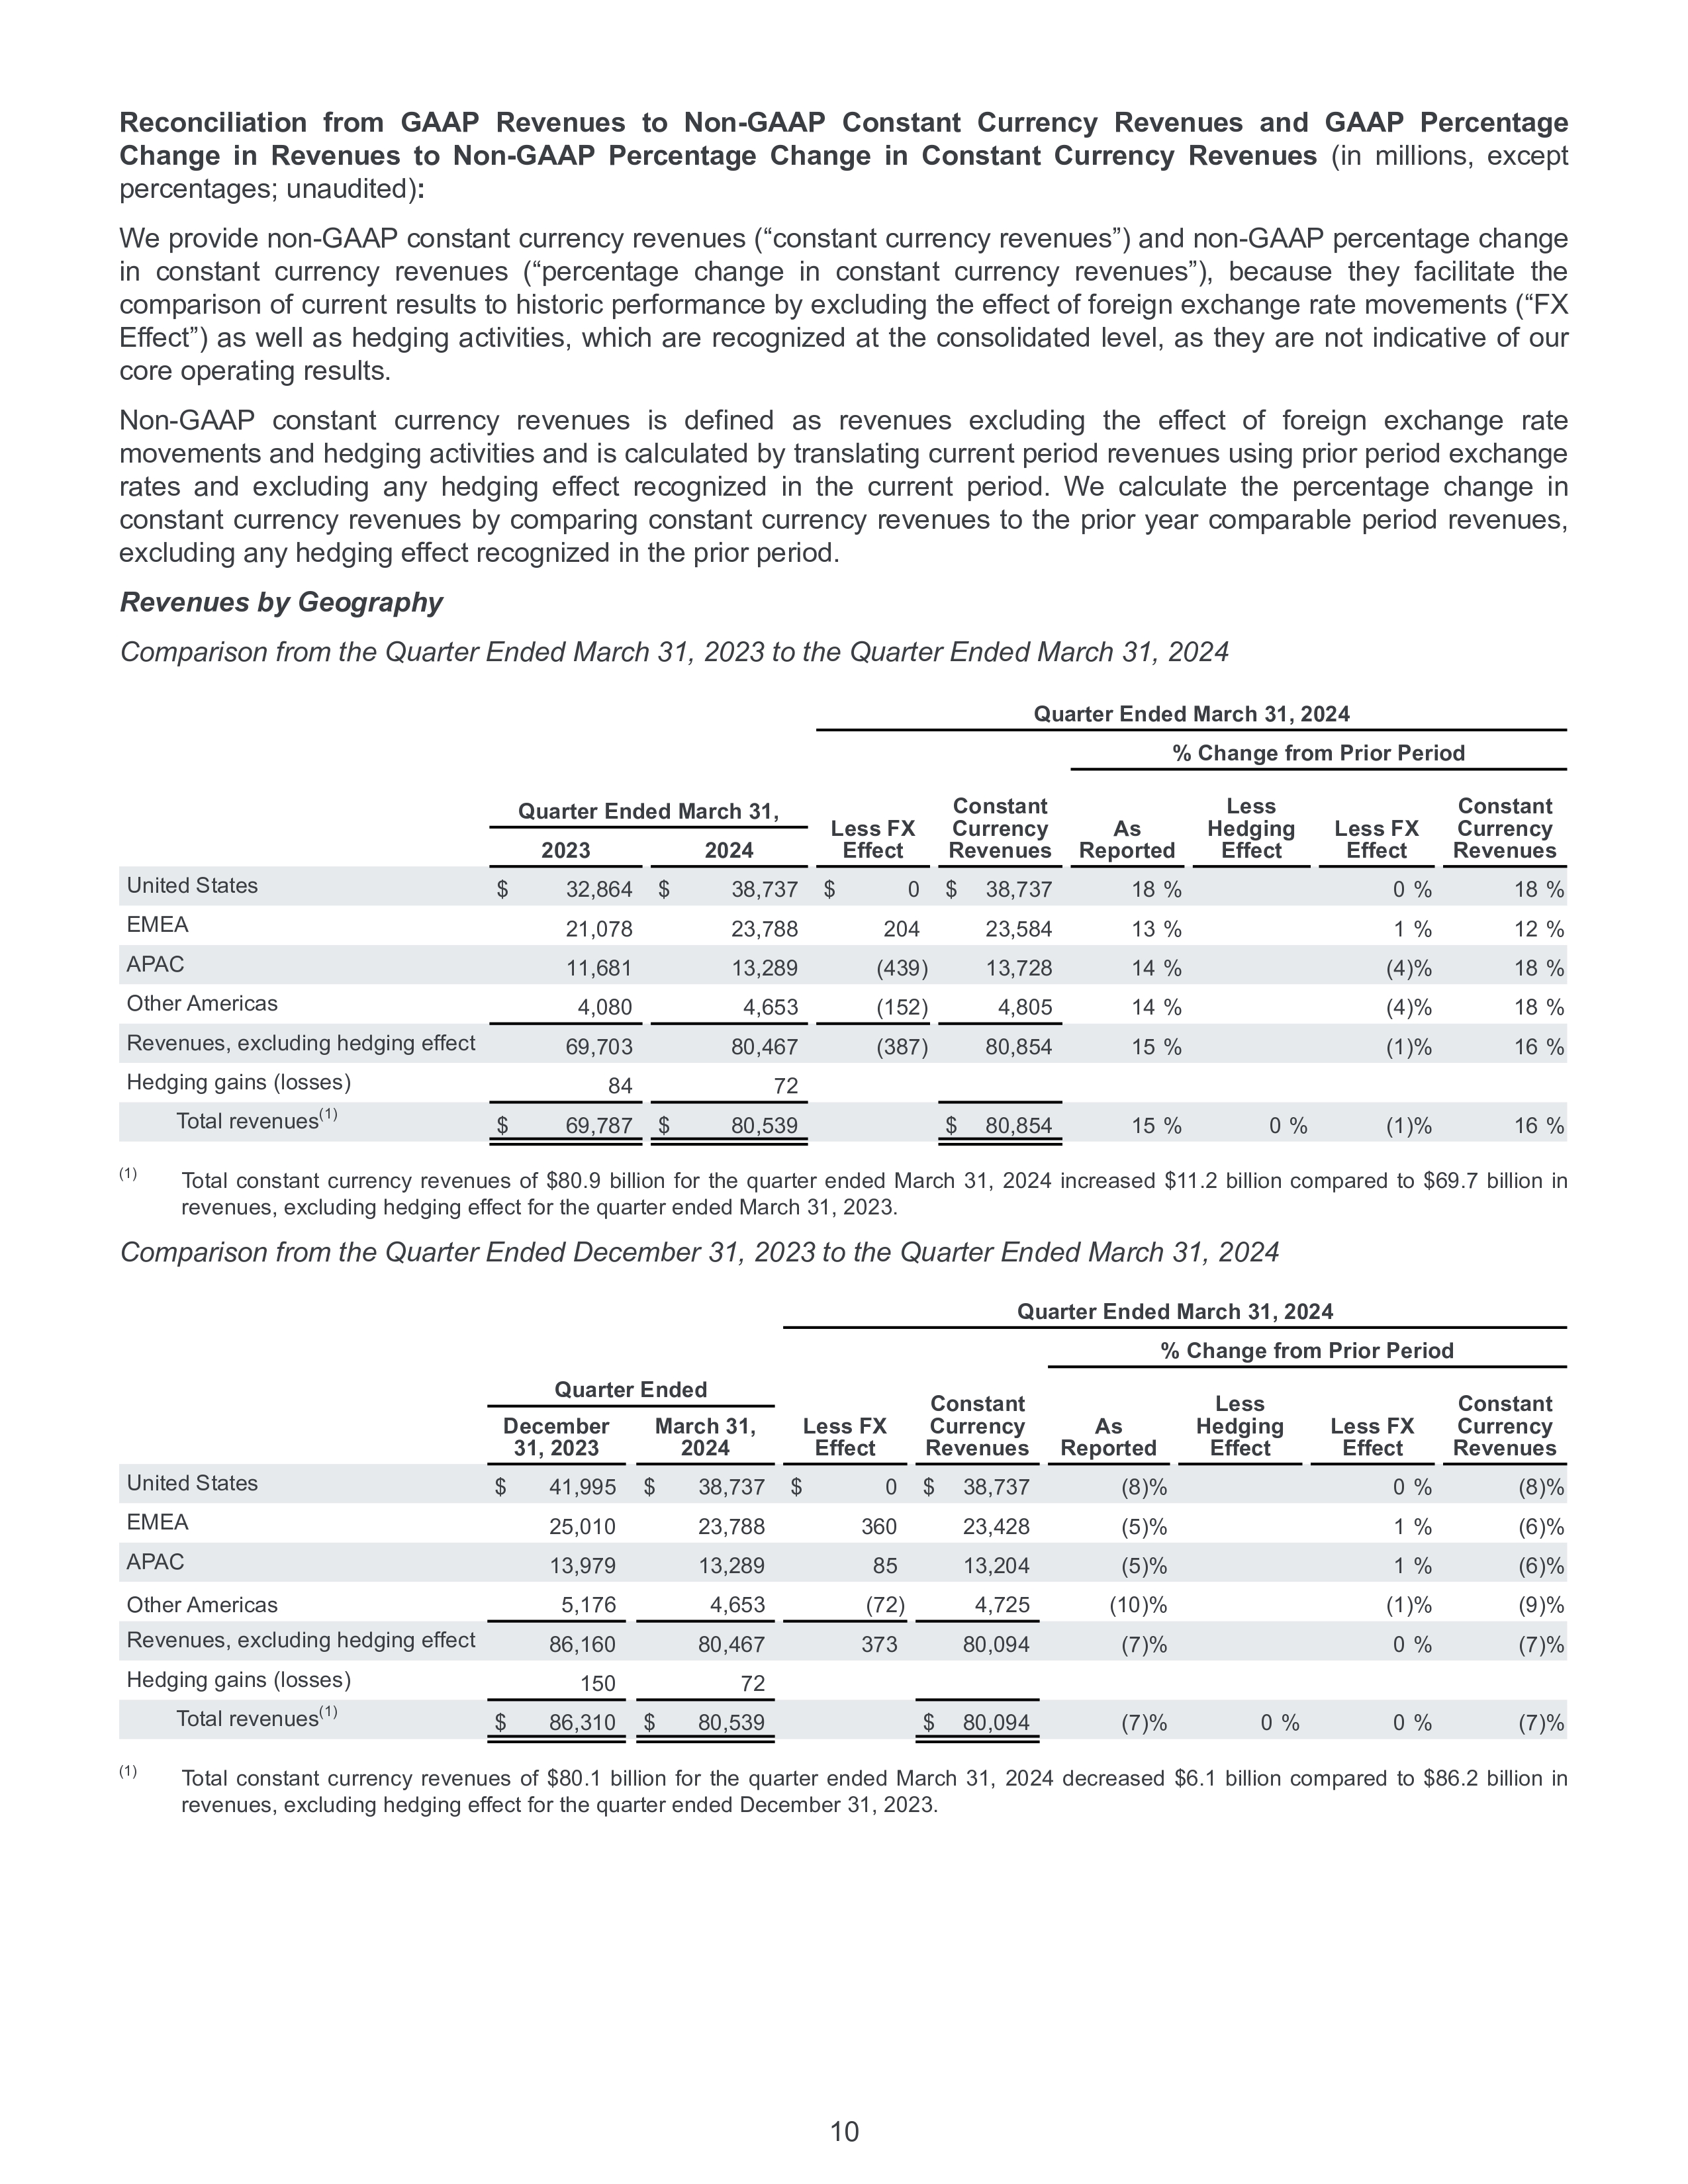 Reconciliation from GAAP Revenues to Non-GAAP Constant Currency Revenues and GAAP Percentage
Change in Revenues to Non-GAAP Percentage Change in Constant Currency Revenues (in millions, except
percentages; unaudited):
We provide non-GAAP constant currency revenues (“constant currency revenues”) and non-GAAP percentage change
in constant currency revenues (“percentage change in constant currency revenues”), because they facilitate the
comparison of current results to historic performance by excluding the effect of foreign exchange rate movements (“FX
Effect”) as well as hedging activities, which are recognized at the consolidated level, as they are not indicative of our
core operating results.
Non-GAAP constant currency revenues is defined as revenues excluding the effect of foreign exchange rate
movements and hedging activities and is calculated by translating current period revenues using prior period exchange
rates and excluding any hedging effect recognized in the current period. We calculate the percentage change in
constant currency revenues by comparing constant currency revenues to the prior year comparable period revenues,
excluding any hedging effect recognized in the prior period.
Revenues by Geography
Comparison from the Quarter Ended March 31, 2023 to the Quarter Ended March 31, 2024
Quarter Ended March 31, 2024
% Change from Prior Period
Quarter Ended March 31, Less FX Effect Constant Currency Revenues As Reported Less Hedging Effect Less FX Effect Constant Currency Revenues
2023 2024
United States $ 32,864 $ 38,737 $ 0 $ 38,737 18 % 0 % 18 %
EMEA 21,078 23,788 204 23,584 13 % 1 % 12 %
APAC 11,681 13,289 (439) 13,728 14 % (4)% 18 %
Other Americas 4,080 4,653 (152) 4,805 14 % (4)% 18 %
Revenues, excluding hedging effect 69,703 80,467 (387) 80,854 15 % (1)% 16 %
Hedging gains (losses) 84 72
Total revenues(1) $ 69,787 $ 80,539 $ 80,854 15 % 0 % (1)% 16 %
(1) Total constant currency revenues of $80.9 billion for the quarter ended March 31, 2024 increased $11.2 billion compared to $69.7 billion in
revenues, excluding hedging effect for the quarter ended March 31, 2023.
Comparison from the Quarter Ended December 31, 2023 to the Quarter Ended March 31, 2024
Quarter Ended March 31, 2024
% Change from Prior Period
Quarter Ended
December 31, 2023 March 31, 2024 Less FX Effect Constant Currency Revenues As Reported Less Hedging Effect Less FX Effect Constant Currency Revenues
United States $ 41,995 $ 38,737 $ 0 $ 38,737 (8)% 0 % (8)%
EMEA 25,010 23,788 360 23,428 (5)% 1 % (6)%
APAC 13,979 13,289 85 13,204 (5)% 1 % (6)%
Other Americas 5,176 4,653 (72) 4,725 (10)% (1)% (9)%
Revenues, excluding hedging effect 86,160 80,467 373 80,094 (7)% 0 % (7)%
Hedging gains (losses) 150 72
Total revenues(1) $ 86,310 $ 80,539 $ 80,094 (7)% 0 % 0 % (7)%
(1) Total constant currency revenues of $80.1 billion for the quarter ended March 31, 2024 decreased $6.1 billion compared to $86.2 billion in
revenues, excluding hedging effect for the quarter ended December 31, 2023.
10